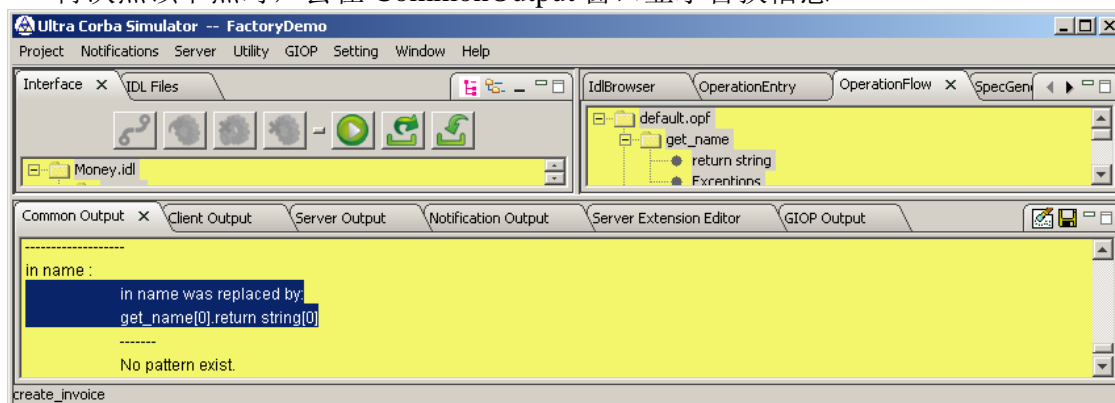 Ultra Corba Simulator -- FactoryDemo
Project Notifications Server Utility GIOP Setting Window Help
Interface IDL Files
IdlBrowser OperationEntry OperationFlow SpecGen
default.opf
get_name
return string
Exceptions
Money.idl
Common Output Client Output Server Output Notification Output Server Extension Editor GIOP Output
-------------------
in name :
in name was replaced by:
get_name[0].return string[0]
-------
No pattern exist.
create_invoice